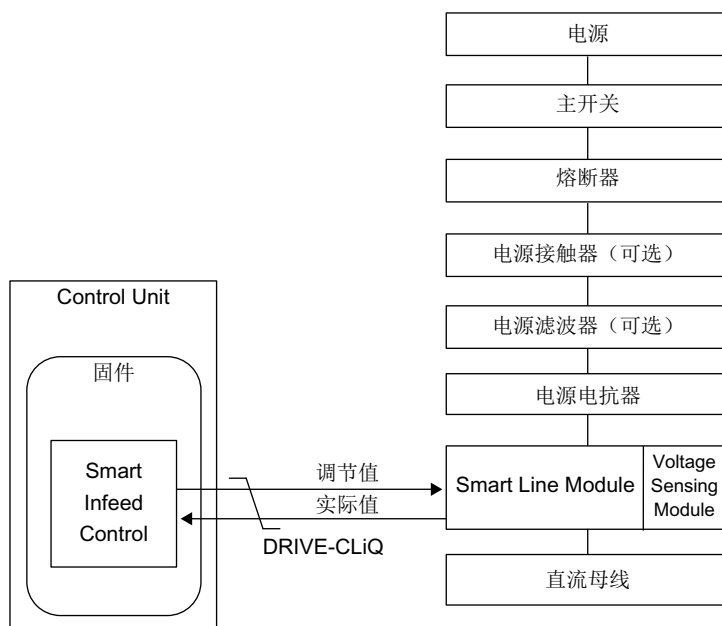 电源
主开关
熔断器
电源接触器（可选）
电源滤波器（可选）
电源电抗器
Smart Line Module
Voltage
Sensing
Module
直流母线
Control Unit
固件
Smart
Infeed
Control
调节值
实际值
DRIVE-CLiQ